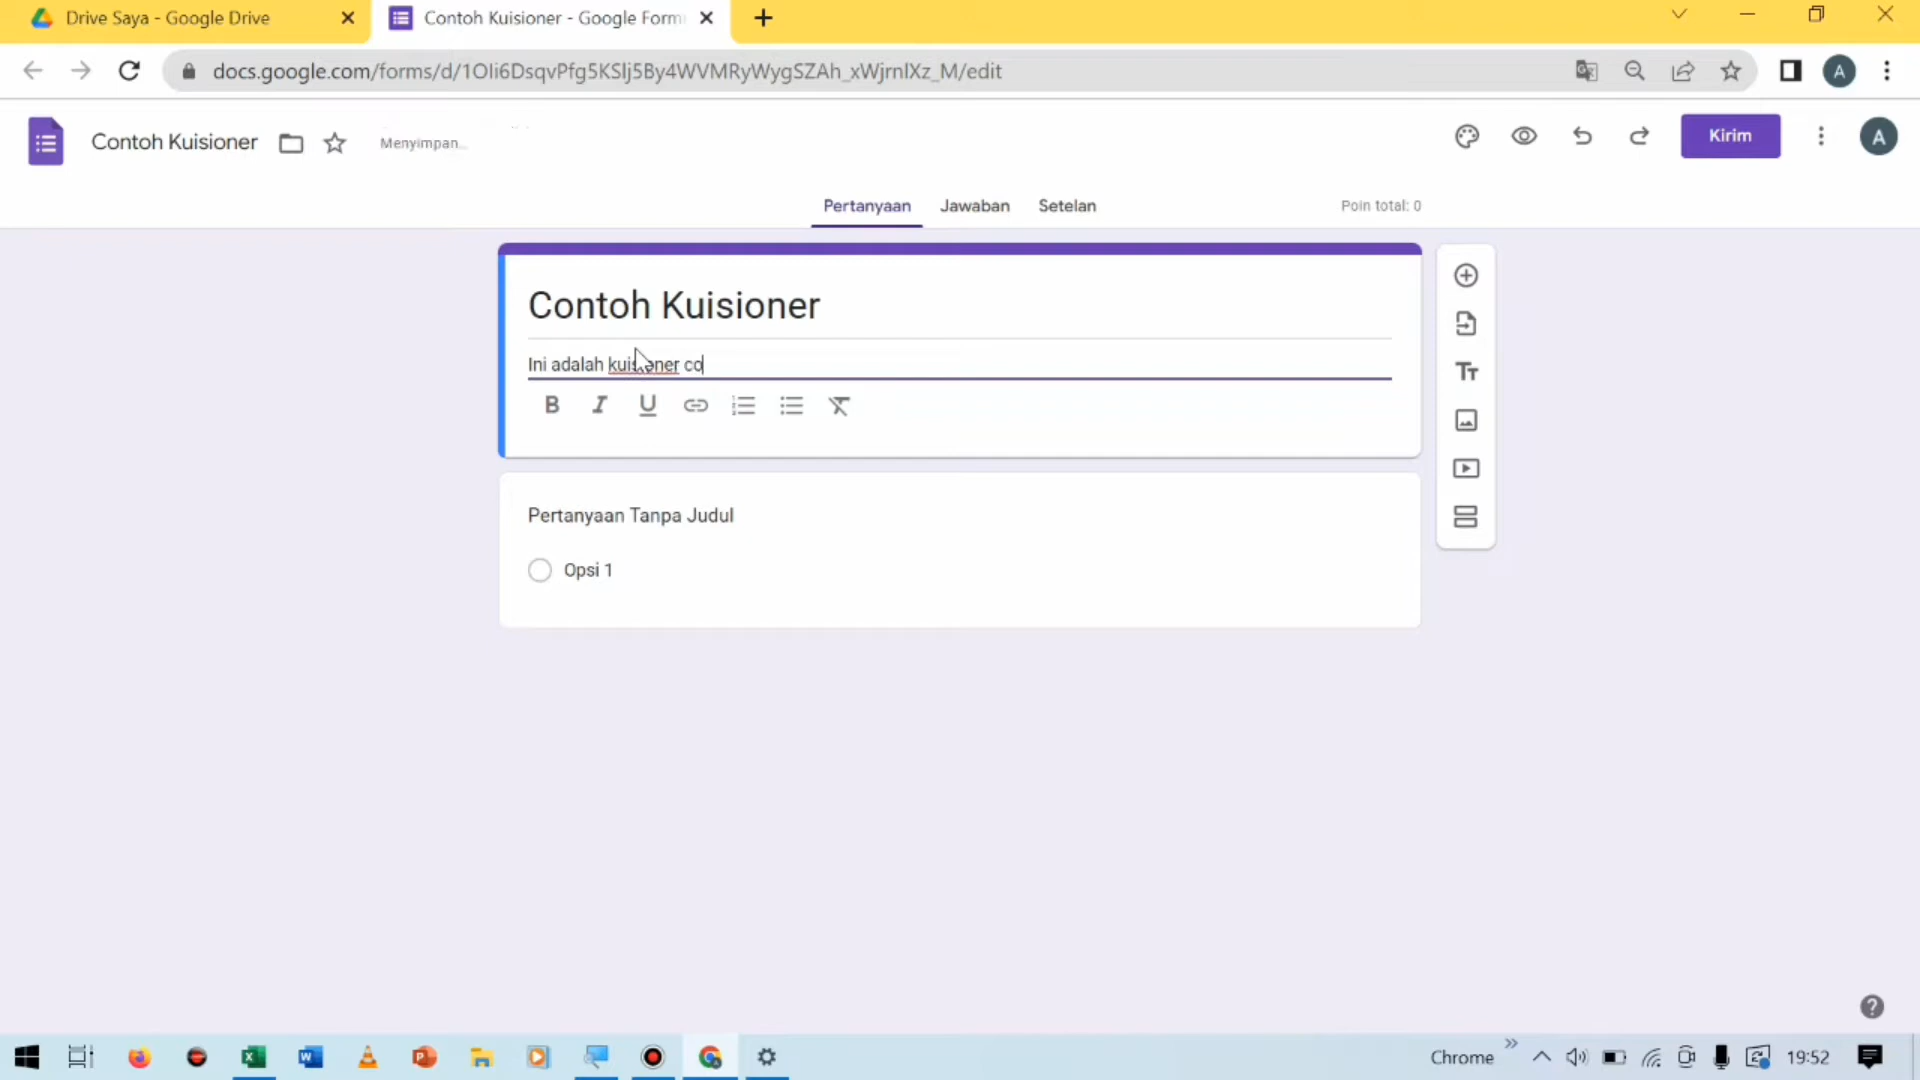 Drive Saya - Google Drive
Contoh Kuisioner - Google Form
docs.google.com/forms/d/1OIi6DsqvPfg5KSlj5By4WVMRyWygSZAh_xWjrnlXz_M/edit
A
Contoh Kuisioner
Menyimpan...
Kirim
A
Pertanyaan
Jawaban
Setelan
Poin total: 0
Contoh Kuisioner
Ini adalah kuisioner co
B I U
Pertanyaan Tanpa Judul
Opsi 1
Chrome
19:52